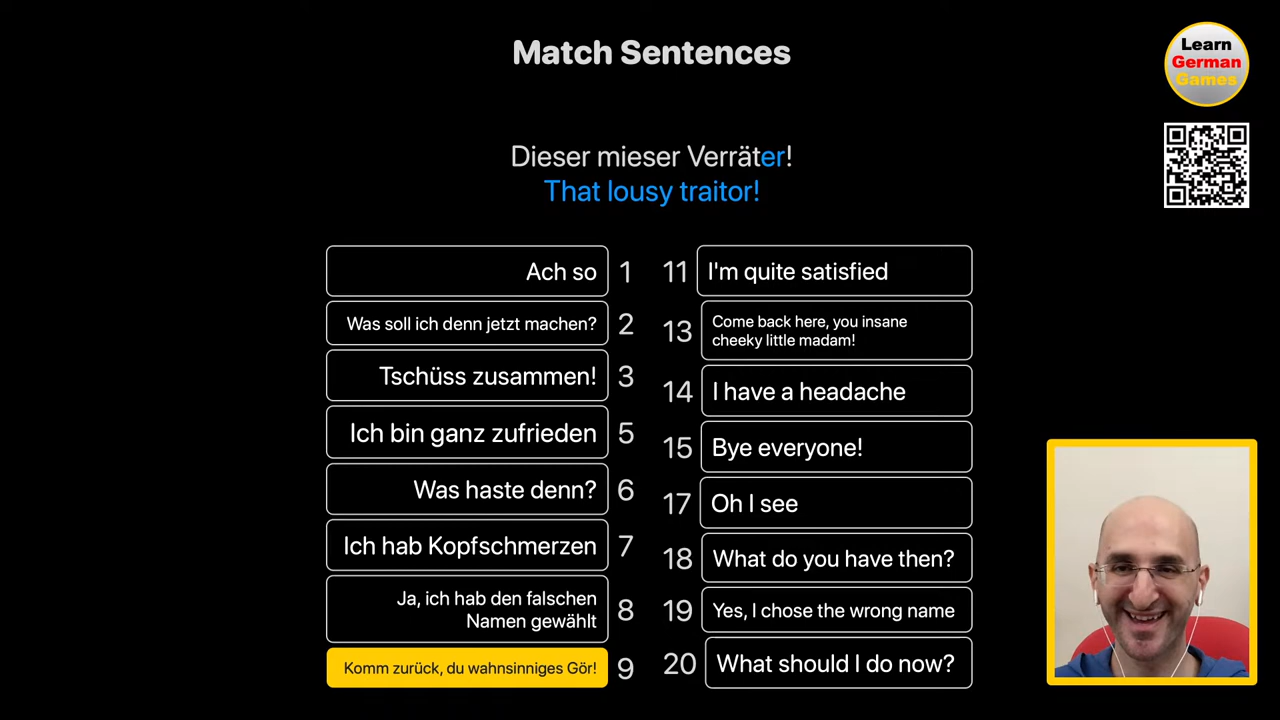 Match Sentences
Learn
German
Games
Dieser mieser Verräter!
That lousy traitor!
Ach so 1
11 I'm quite satisfied
Was soll ich denn jetzt machen? 2
13 Come back here, you insane
cheeky little madam!
Tschüss zusammen! 3
14 I have a headache
Ich bin ganz zufrieden 5
15 Bye everyone!
Was haste denn? 6
17 Oh I see
Ich hab Kopfschmerzen 7
18 What do you have then?
Ja, ich hab den falschen
Namen gewählt 8
19 Yes, I chose the wrong name
Komm zurück, du wahnsinniges Gör! 9
20 What should I do now?